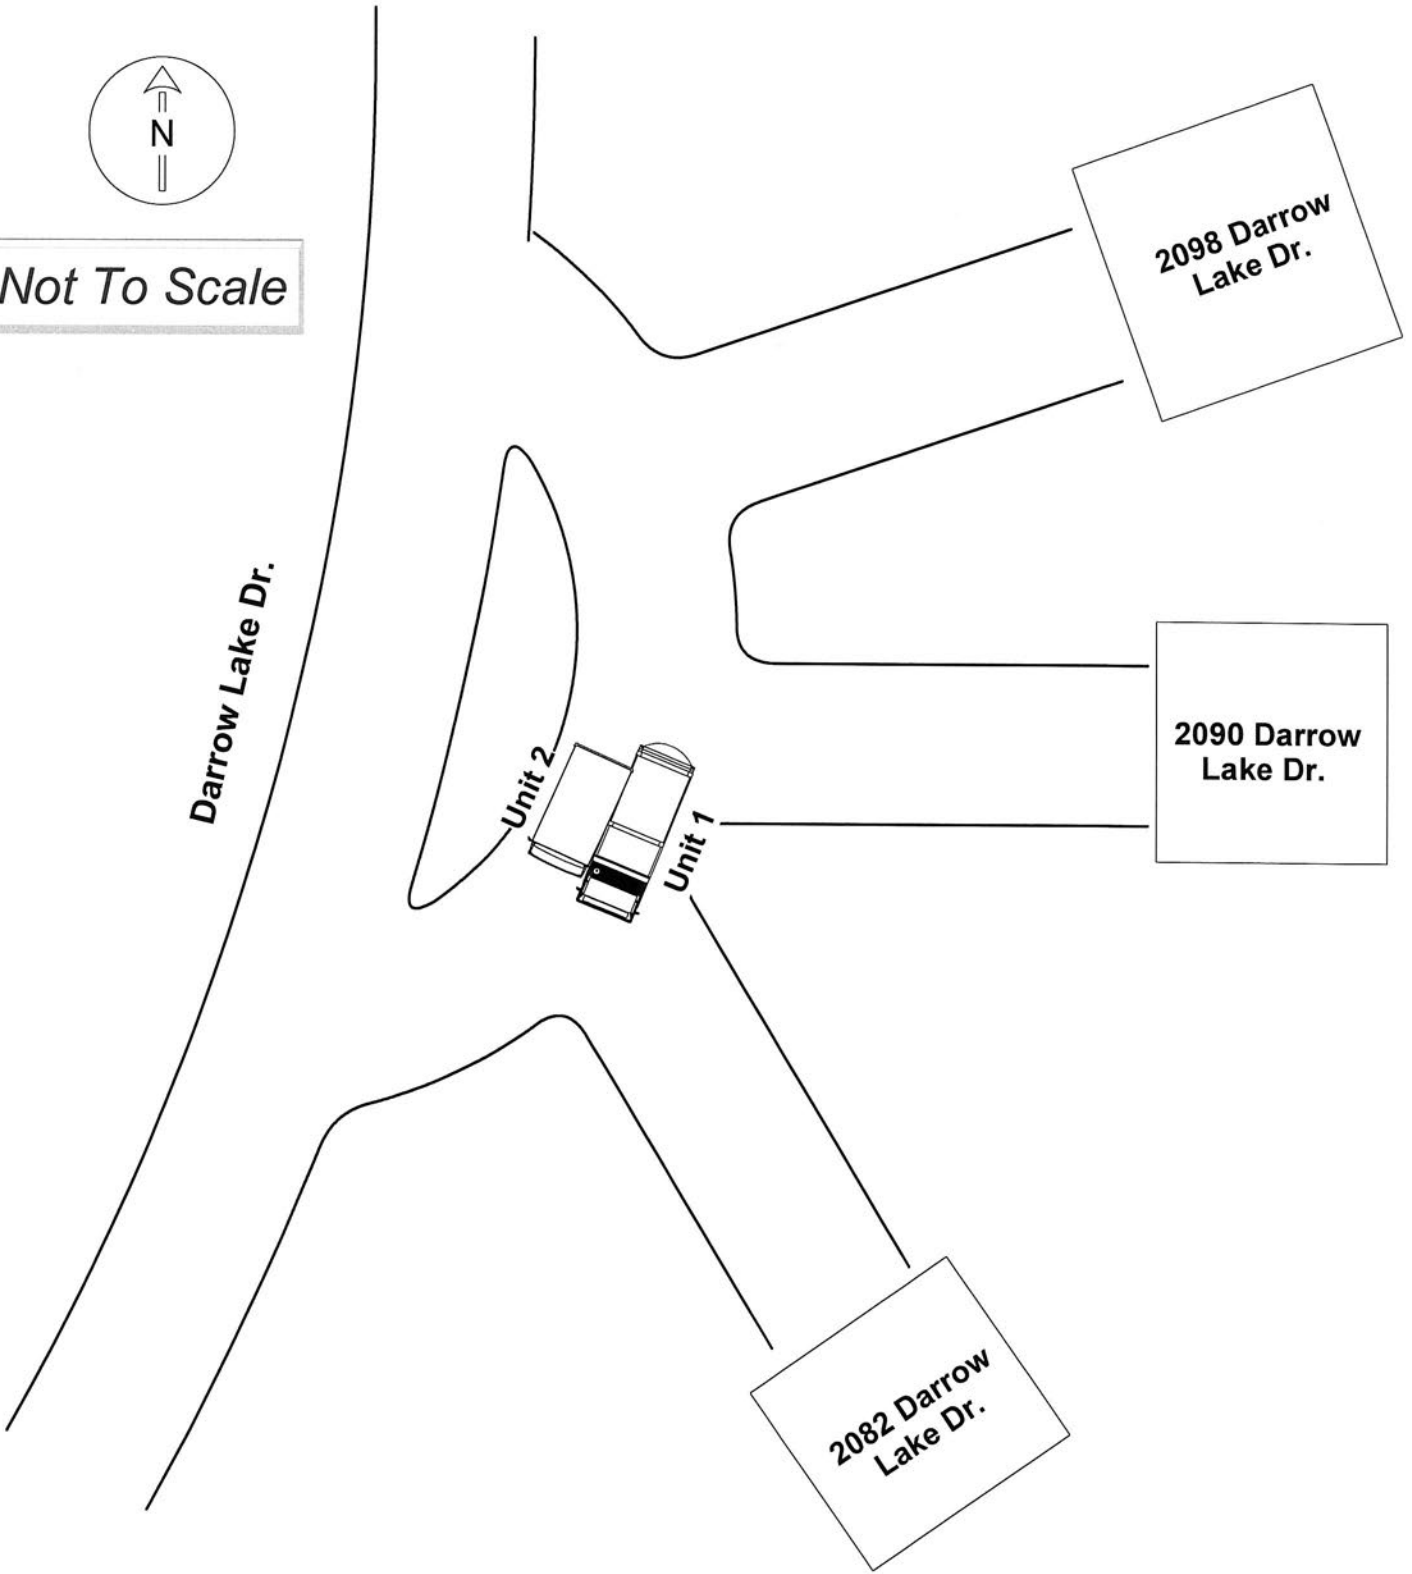 N
Not To Scale
2098 Darrow
Lake Dr.
Darrow Lake Dr.
Unit 2
Unit 1
2090 Darrow
Lake Dr.
2082 Darrow
Lake Dr.